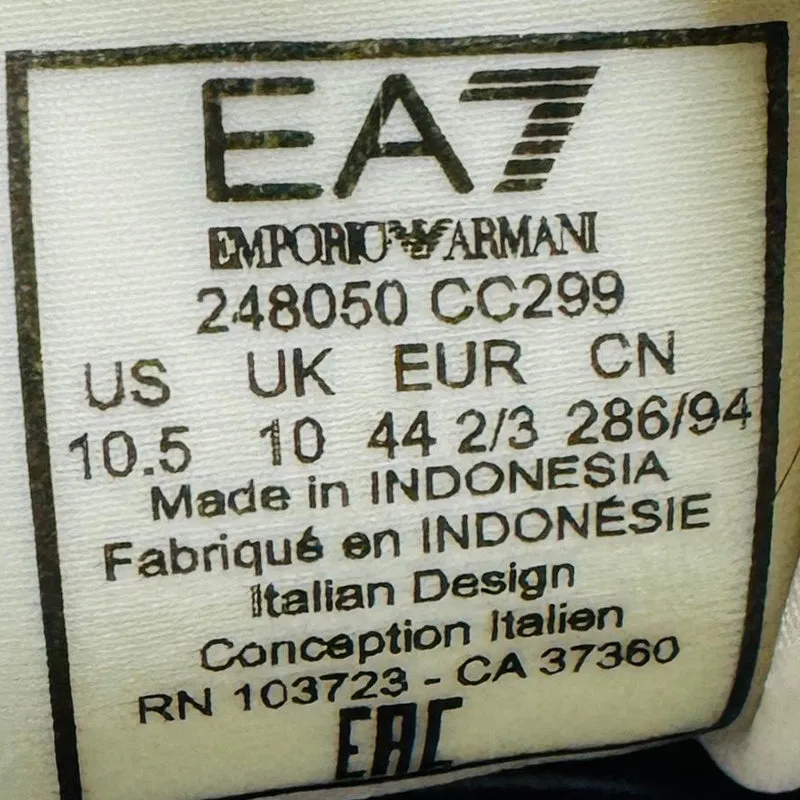 EA7
EMPORIO ARMANI
248050 CC299
US UK EUR CN
10.5 10 44 2/3 286/94
Made in INDONESIA
Fabriqué en INDONÉSIE
Italian Design
Conception Italien
RN 103723 - CA 37360
EAC